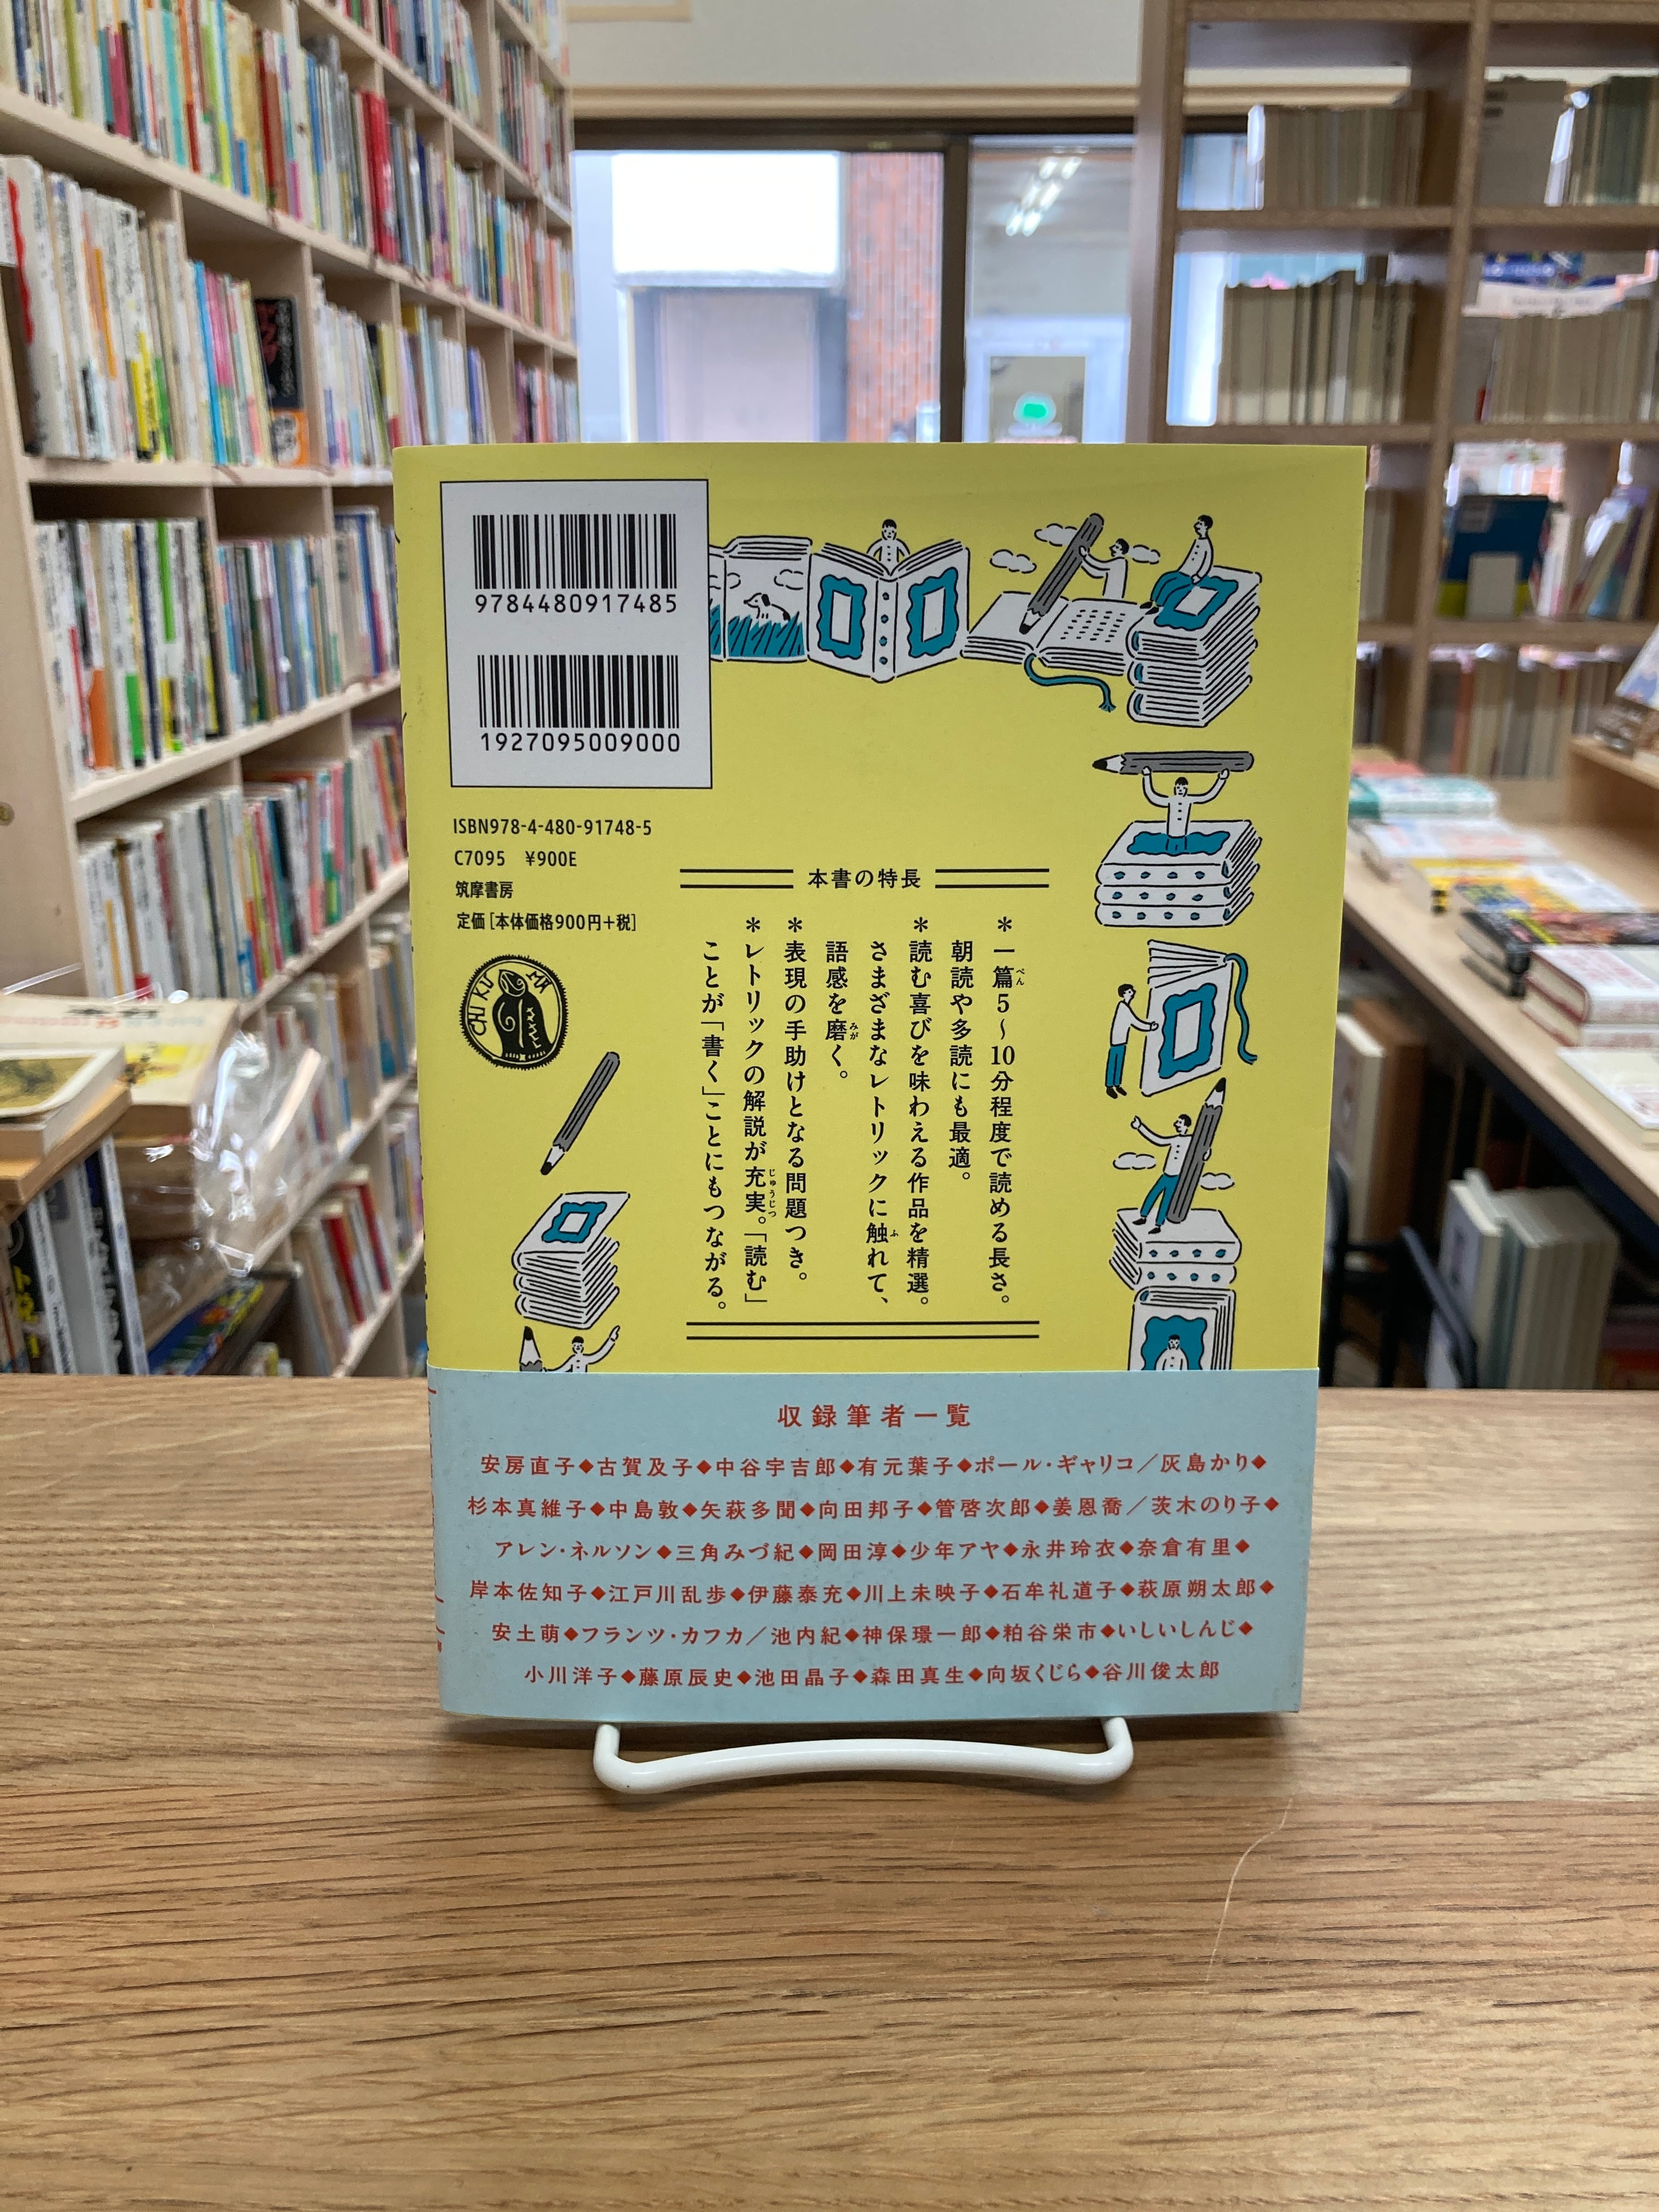 9784480917485
1927095009000
ISBN978-4-480-91748-5
C7095 ¥900E
筑摩書房
定価[本体価格900円+税]
CHIKUMA
本書の特長
*一篇5〜10分程度で読める長さ。
朝読や多読にも最適。
*読む喜びを味わえる作品を精選。
さまざまなレトリックに触れて、
語感を磨く。
*表現の手助けとなる問題つき。
*レトリックの解説が充実。「読む」
ことが「書く」ことにもつながる。
収録筆者一覧
安房直子◆古賀及子◆中谷宇吉郎◆有元葉子◆ポール・ギャリコ/灰島かり◆
杉本真維子◆中島敦◆矢萩多聞◆向田邦子◆管啓次郎◆姜恩喬/茨木のり子◆
アレン・ネルソン◆三角みづ紀◆岡田淳◆少年アヤ◆永井玲衣◆奈倉有里◆
岸本佐知子◆江戸川乱歩◆伊藤泰充◆川上未映子◆石牟礼道子◆萩原朔太郎◆
安土萌◆フランツ・カフカ/池内紀◆神保璟一郎◆粕谷栄市◆いしいしんじ◆
小川洋子◆藤原辰史◆池田晶子◆森田真生◆向坂くじら◆谷川俊太郎